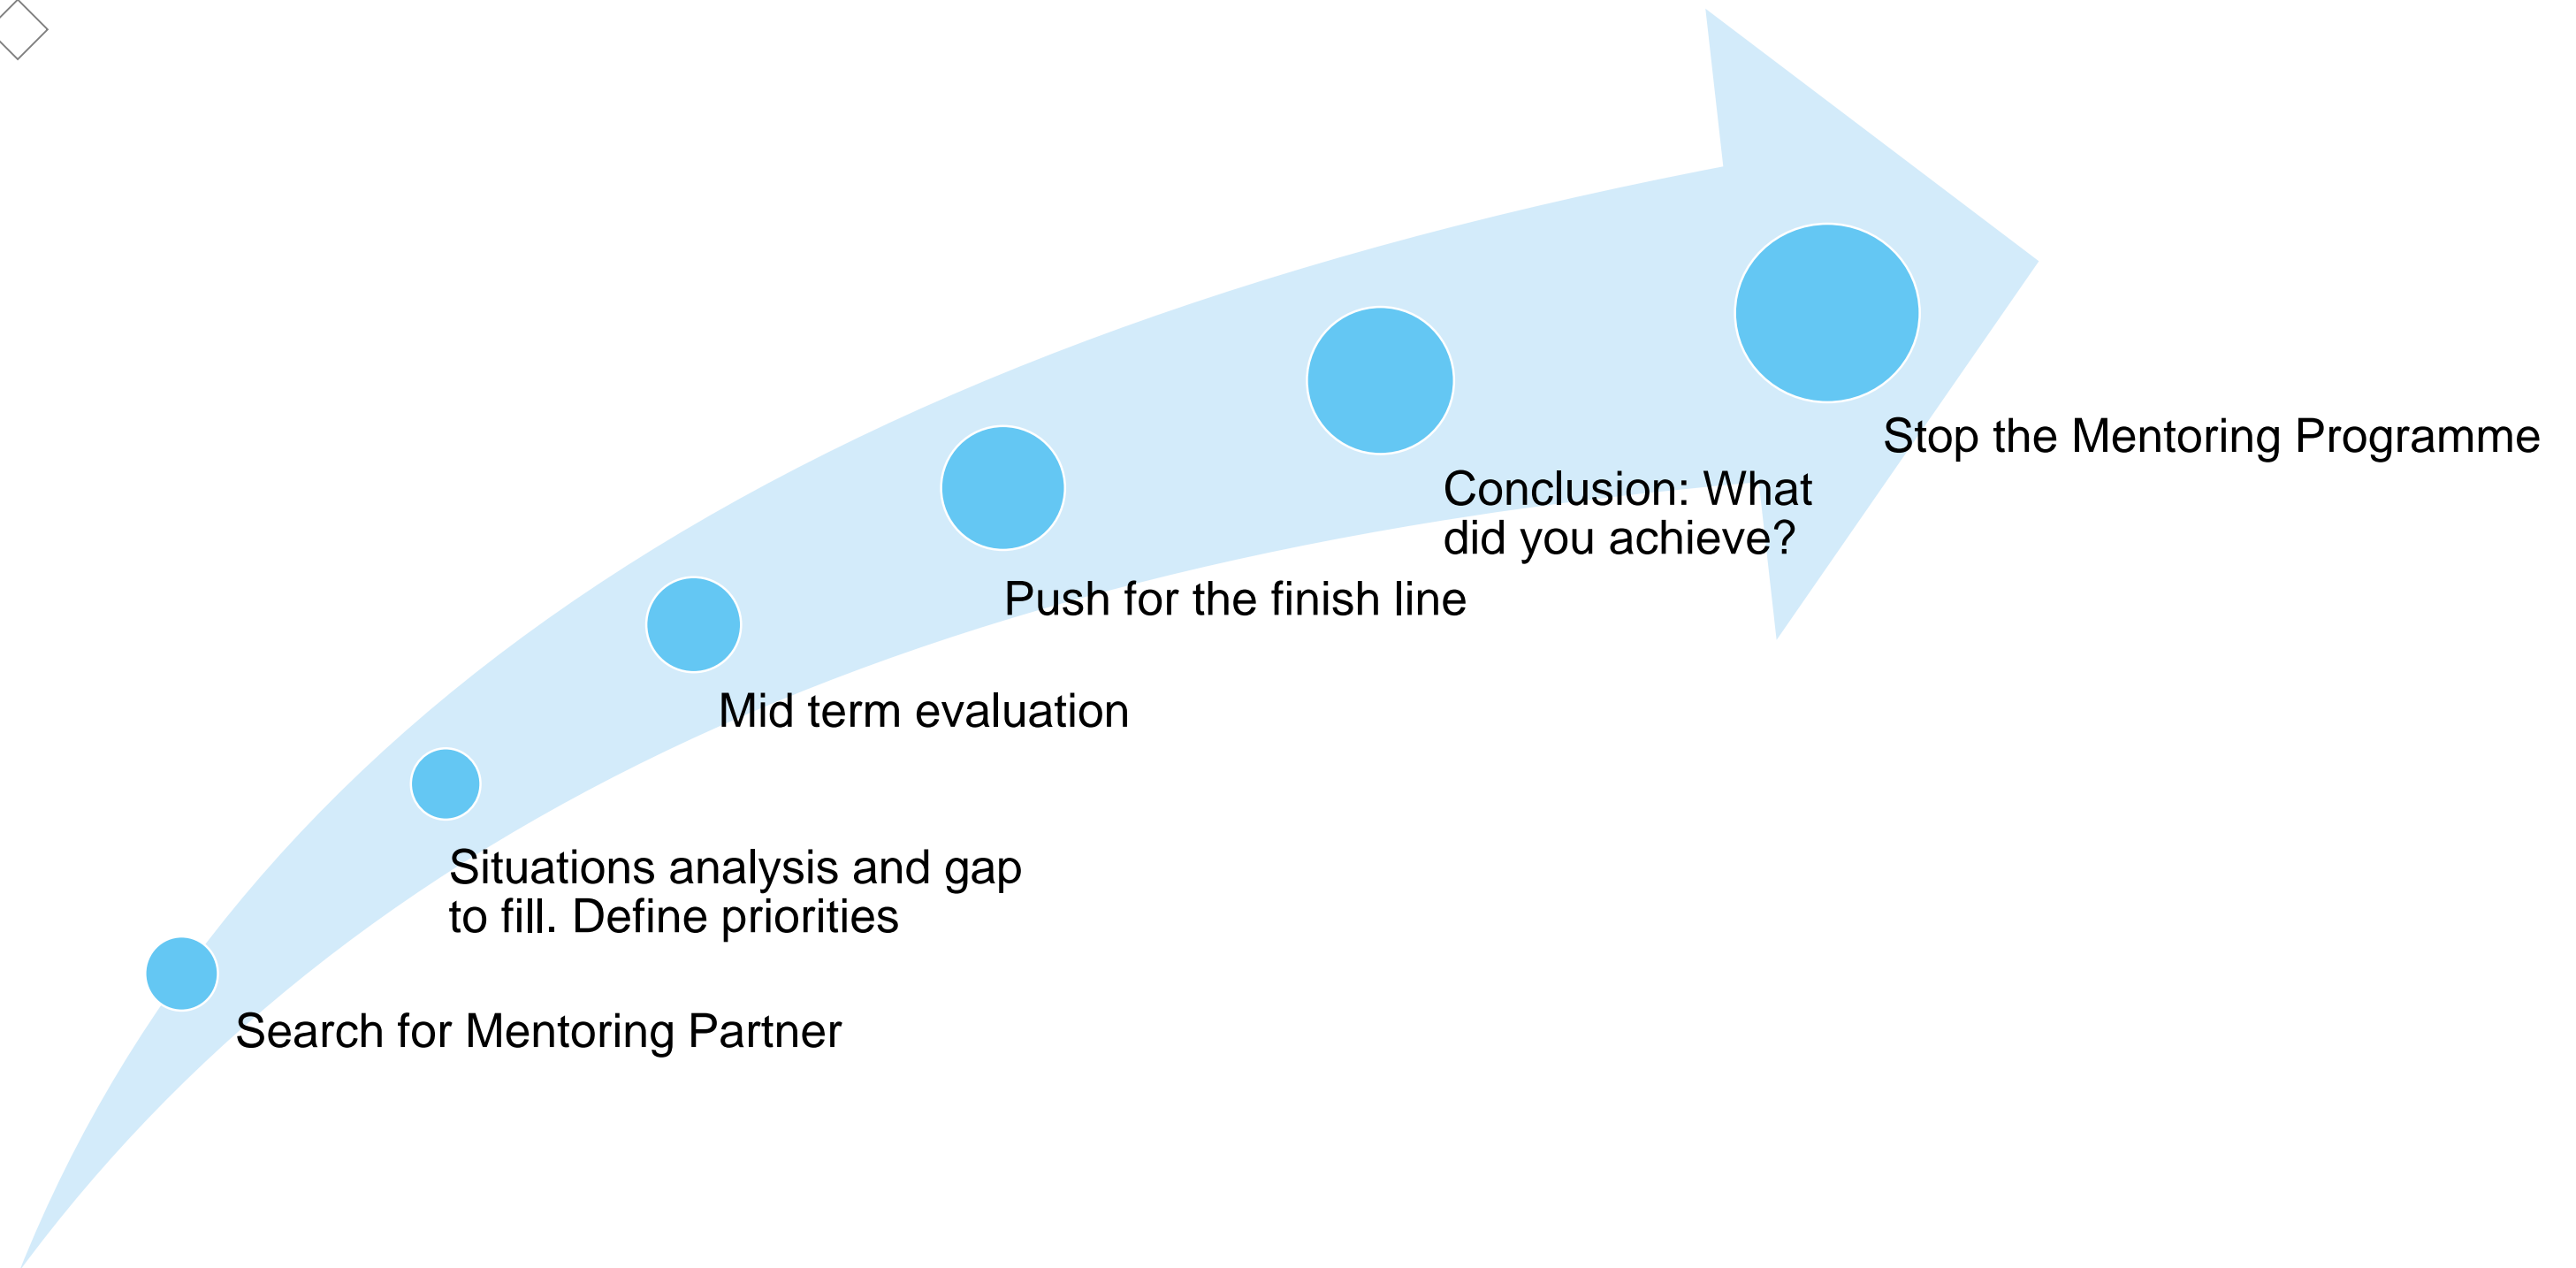 Stop the Mentoring Programme
Conclusion: What
did you achieve?
Push for the finish line
Mid term evaluation
Situations analysis and gap
to fill. Define priorities
Search for Mentoring Partner